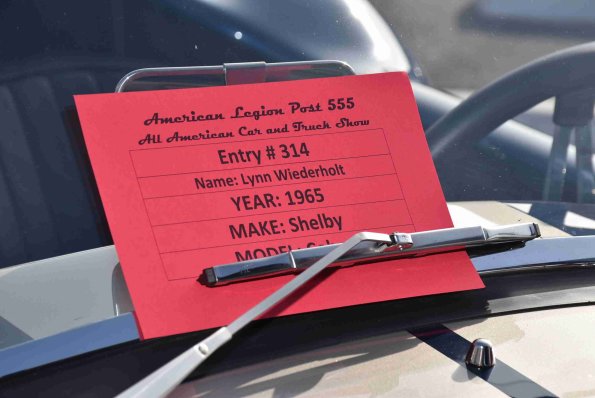 American Legion Post 555
All American Car and Truck Show
Entry # 314
Name: Lynn Wiederholt
YEAR: 1965
MAKE: Shelby
MODEL: